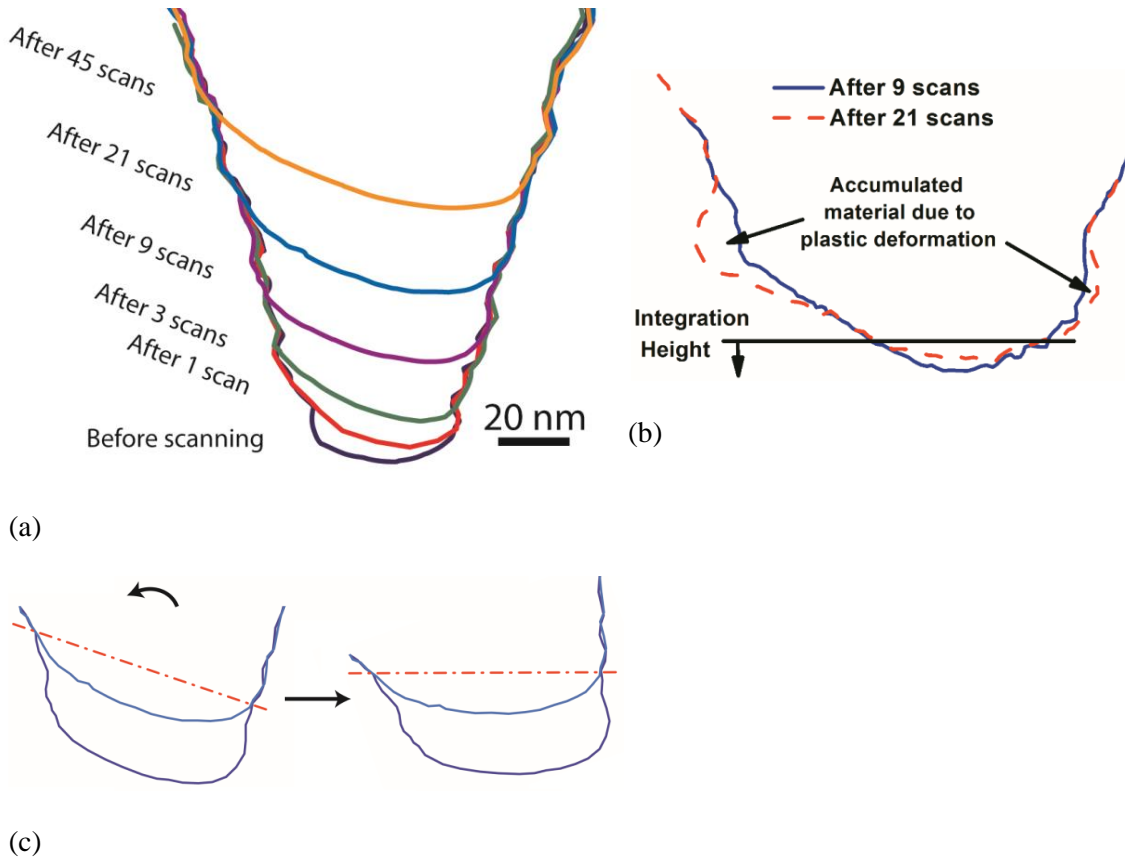 After 45 scans
After 21 scans
After 9 scans
After 3 scans
After 1 scan
Before scanning
20 nm
(a)
After 9 scans
After 21 scans
Accumulated
material due to
plastic deformation
Integration
Height
(b)
(c)